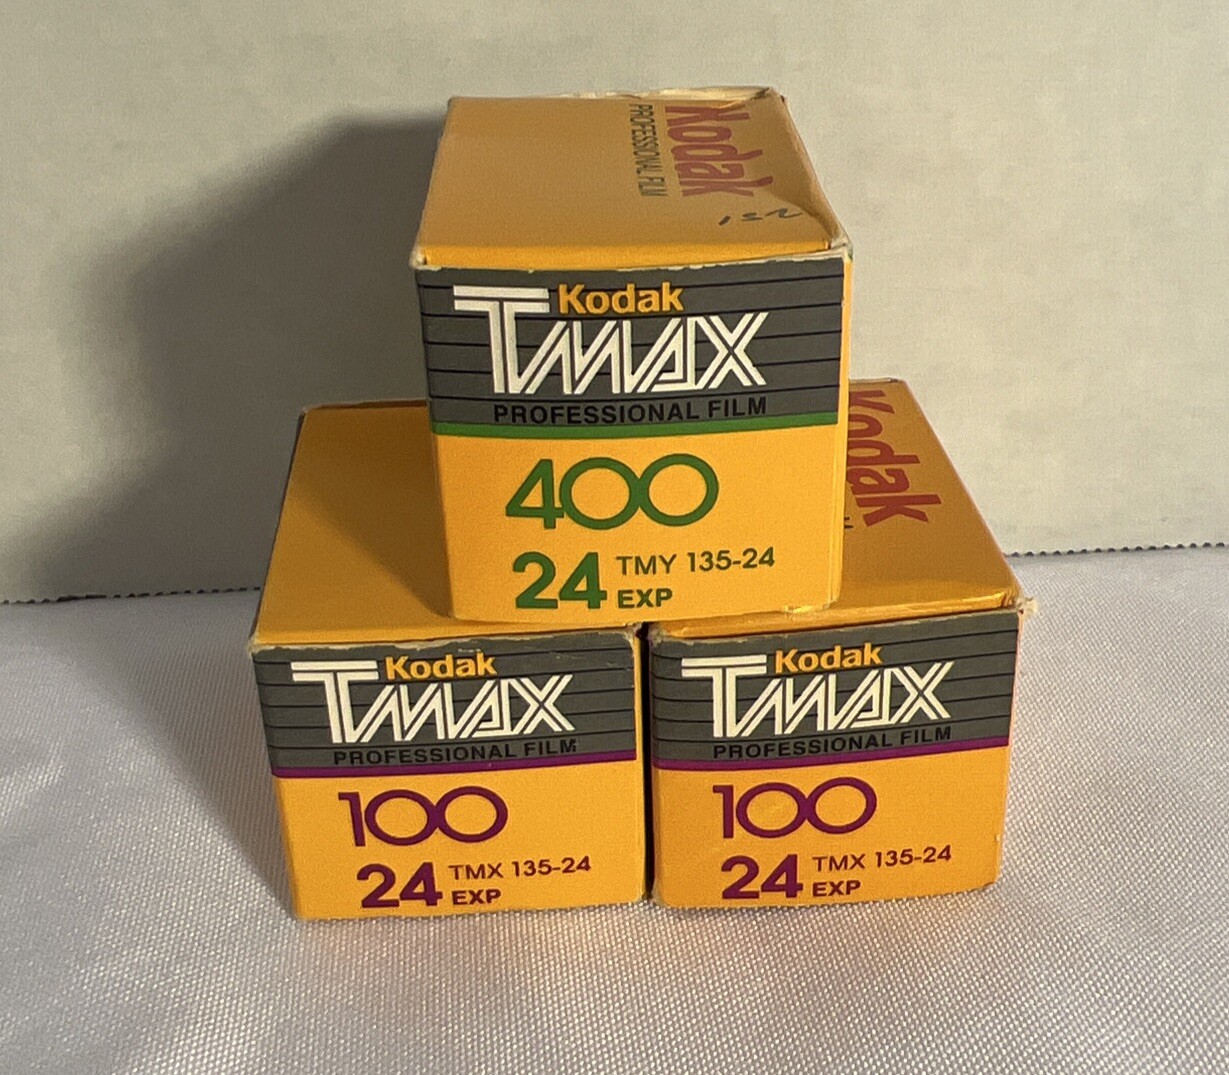 Kodak
PROFESSIONAL FILM
Kodak
TMAX
PROFESSIONAL FILM
400
24 TMY 135-24
EXP
Kodak
Kodak
TMAX
PROFESSIONAL FILM
100
24 TMX 135-24
EXP
Kodak
TMAX
PROFESSIONAL FILM
100
24 TMX 135-24
EXP